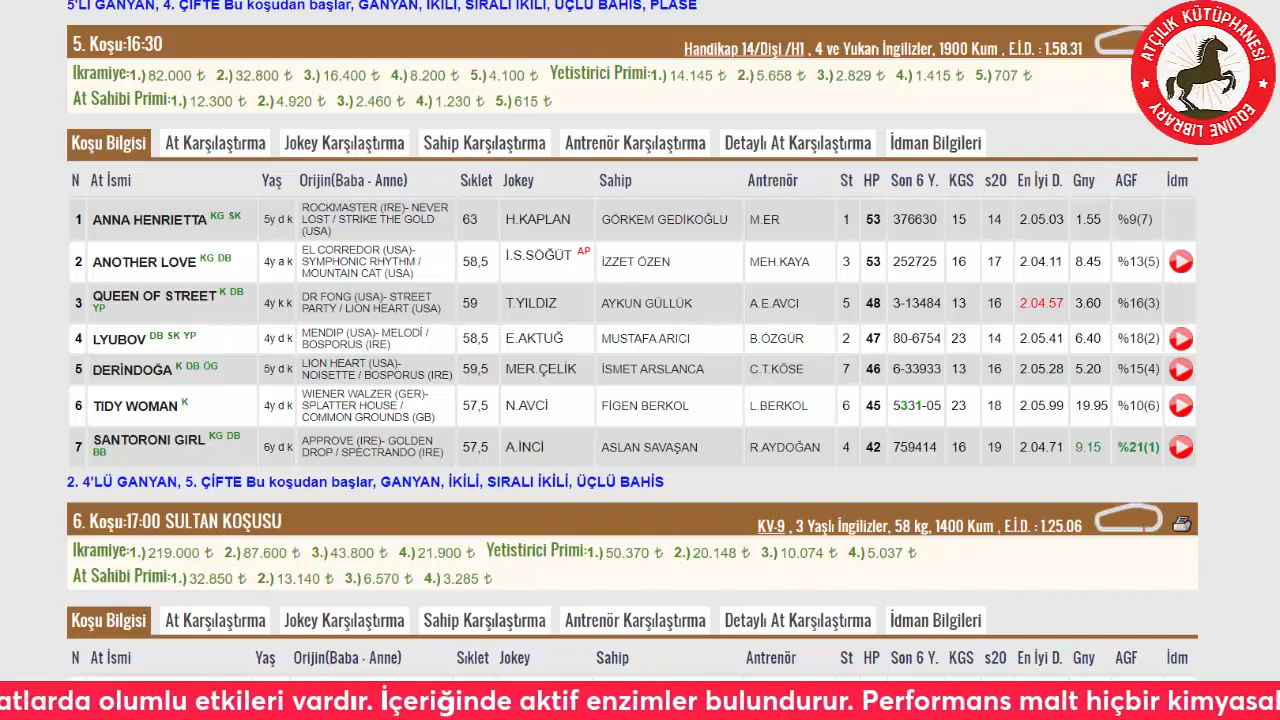 5'Lİ GANYAN, 4. ÇİFTE Bu koşudan başlar, GANYAN, İKİLİ, SIRALI İKİLİ, ÜÇLÜ BAHİS, PLASE
5. Koşu:16:30
Handikap 14/Dişi /H1 , 4 ve Yukarı İngilizler, 1900 Kum , E.İ.D. : 1.58.31
İkramiye:1.) 82.000 ₺ 2.) 32.800 ₺ 3.) 16.400 ₺ 4.) 8.200 ₺ 5.) 4.100 ₺ Yetistirici Primi:1.) 14.145 ₺ 2.) 5.658 ₺ 3.) 2.829 ₺ 4.) 1.415 ₺ 5.) 707 ₺
At Sahibi Primi:1.) 12.300 ₺ 2.) 4.920 ₺ 3.) 2.460 ₺ 4.) 1.230 ₺ 5.) 615 ₺
ATÇILIK KÜTÜPHANESİ
EQUINE LIBRARY
Koşu Bilgisi At Karşılaştırma Jokey Karşılaştırma Sahip Karşılaştırma Antrenör Karşılaştırma Detaylı At Karşılaştırma İdman Bilgileri
N At İsmi Yaş Orijin(Baba - Anne) Sıklet Jokey Sahip Antrenör St HP Son 6 Y. KGS s20 En İyi D. Gny AGF İdm
1 ANNA HENRIETTA KG SK 5y d k ROCKMASTER (IRE)- NEVER LOST / STRIKE THE GOLD (USA) 63 H.KAPLAN GÖRKEM GEDİKOĞLU M.ER 1 53 376630 15 14 2.05.03 1.55 %9(7)
2 ANOTHER LOVE KG DB 4y a k EL CORREDOR (USA)- SYMPHONIC RHYTHM / MOUNTAIN CAT (USA) 58,5 İ.S.SÖĞÜT AP İZZET ÖZEN MEH.KAYA 3 53 252725 16 17 2.04.11 8.45 %13(5)
3 QUEEN OF STREET K DB YP 4y k k DR FONG (USA)- STREET PARTY / LION HEART (USA) 59 T.YILDIZ AYKUN GÜLLÜK A.E.AVCI 5 48 3-13484 13 16 2.04.57 3.60 %16(3)
4 LYUBOV DB SK YP 4y d k MENDIP (USA)- MELODİ / BOSPORUS (IRE) 58,5 E.AKTUĞ MUSTAFA ARICI B.ÖZGÜR 2 47 80-6754 23 14 2.05.41 6.40 %18(2)
5 DERİNDOĞA K DB ÖG 5y d k LION HEART (USA)- NOISETTE / BOSPORUS (IRE) 59,5 MER.ÇELİK İSMET ARSLANCA C.T.KÖSE 7 46 6-33933 13 16 2.05.28 5.20 %15(4)
6 TIDY WOMAN K 4y d k WIENER WALZER (GER)- SPLATTER HOUSE / COMMON GROUNDS (GB) 57,5 N.AVCİ FİGEN BERKOL L.BERKOL 6 45 5331-05 23 18 2.05.99 19.95 %10(6)
7 SANTORONI GIRL KG DB BB 6y d k APPROVE (IRE)- GOLDEN DROP / SPECTRANDO (IRE) 57,5 A.İNCİ ASLAN SAVAŞAN R.AYDOĞAN 4 42 759414 16 19 2.04.71 9.15 %21(1)
2. 4'LÜ GANYAN, 5. ÇİFTE Bu koşudan başlar, GANYAN, İKİLİ, SIRALI İKİLİ, ÜÇLÜ BAHİS
6. Koşu:17:00 SULTAN KOŞUSU
KV-9 , 3 Yaşlı İngilizler, 58 kg, 1400 Kum , E.İ.D. : 1.25.06
İkramiye:1.) 219.000 ₺ 2.) 87.600 ₺ 3.) 43.800 ₺ 4.) 21.900 ₺ Yetistirici Primi:1.) 50.370 ₺ 2.) 20.148 ₺ 3.) 10.074 ₺ 4.) 5.037 ₺
At Sahibi Primi:1.) 32.850 ₺ 2.) 13.140 ₺ 3.) 6.570 ₺ 4.) 3.285 ₺
Koşu Bilgisi At Karşılaştırma Jokey Karşılaştırma Sahip Karşılaştırma Antrenör Karşılaştırma Detaylı At Karşılaştırma İdman Bilgileri
N At İsmi Yaş Orijin(Baba - Anne) Sıklet Jokey Sahip Antrenör St HP Son 6 Y. KGS s20 En İyi D. Gny AGF İdm
atlarda olumlu etkileri vardır. İçeriğinde aktif enzimler bulundurur. Performans malt hiçbir kimyasal